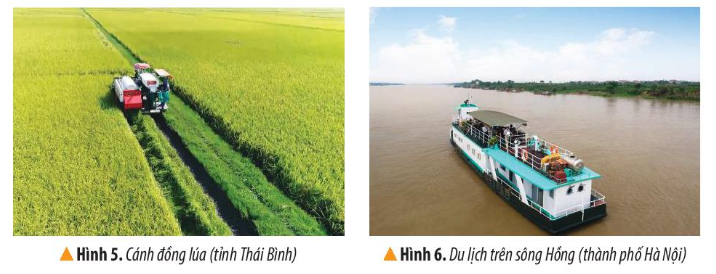 ▲ Hình 5. Cánh đồng lúa (tỉnh Thái Bình)
▲ Hình 6. Du lịch trên sông Hồng (thành phố Hà Nội)